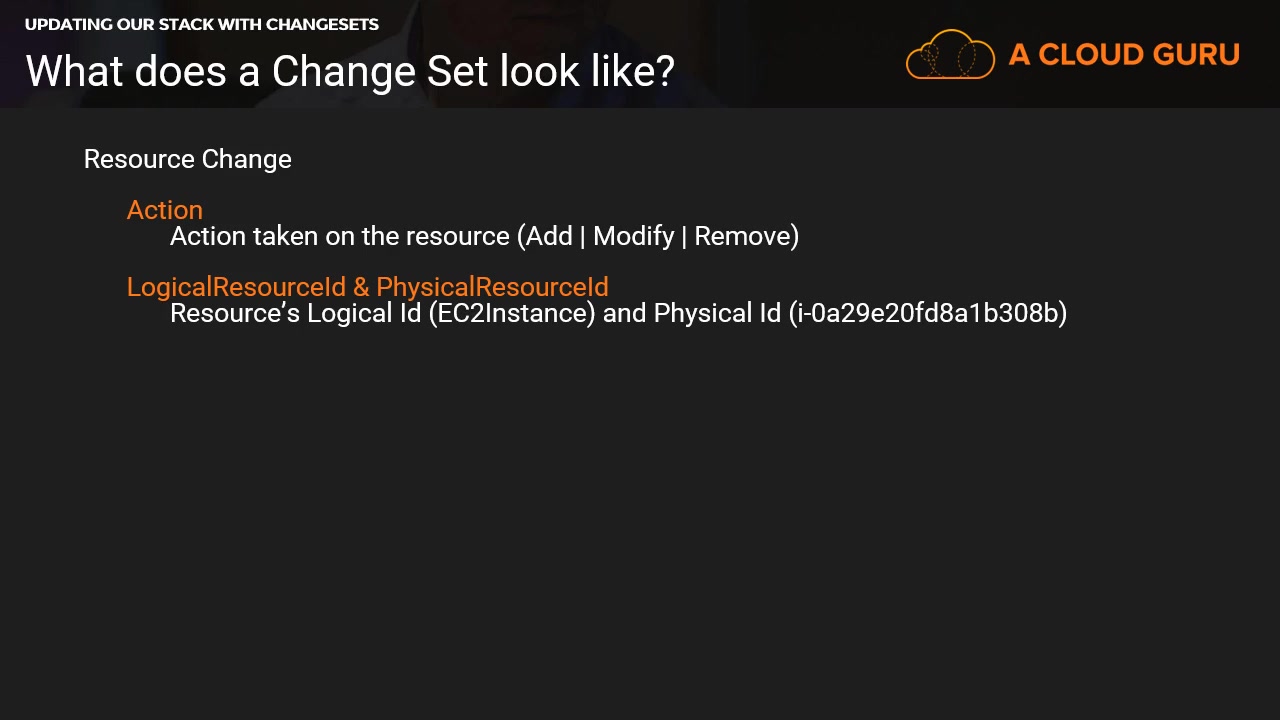 UPDATING OUR STACK WITH CHANGESETS
What does a Change Set look like?
A CLOUD GURU
Resource Change
Action
Action taken on the resource (Add | Modify | Remove)
LogicalResourceId & PhysicalResourceId
Resource’s Logical Id (EC2Instance) and Physical Id (i-0a29e20fd8a1b308b)